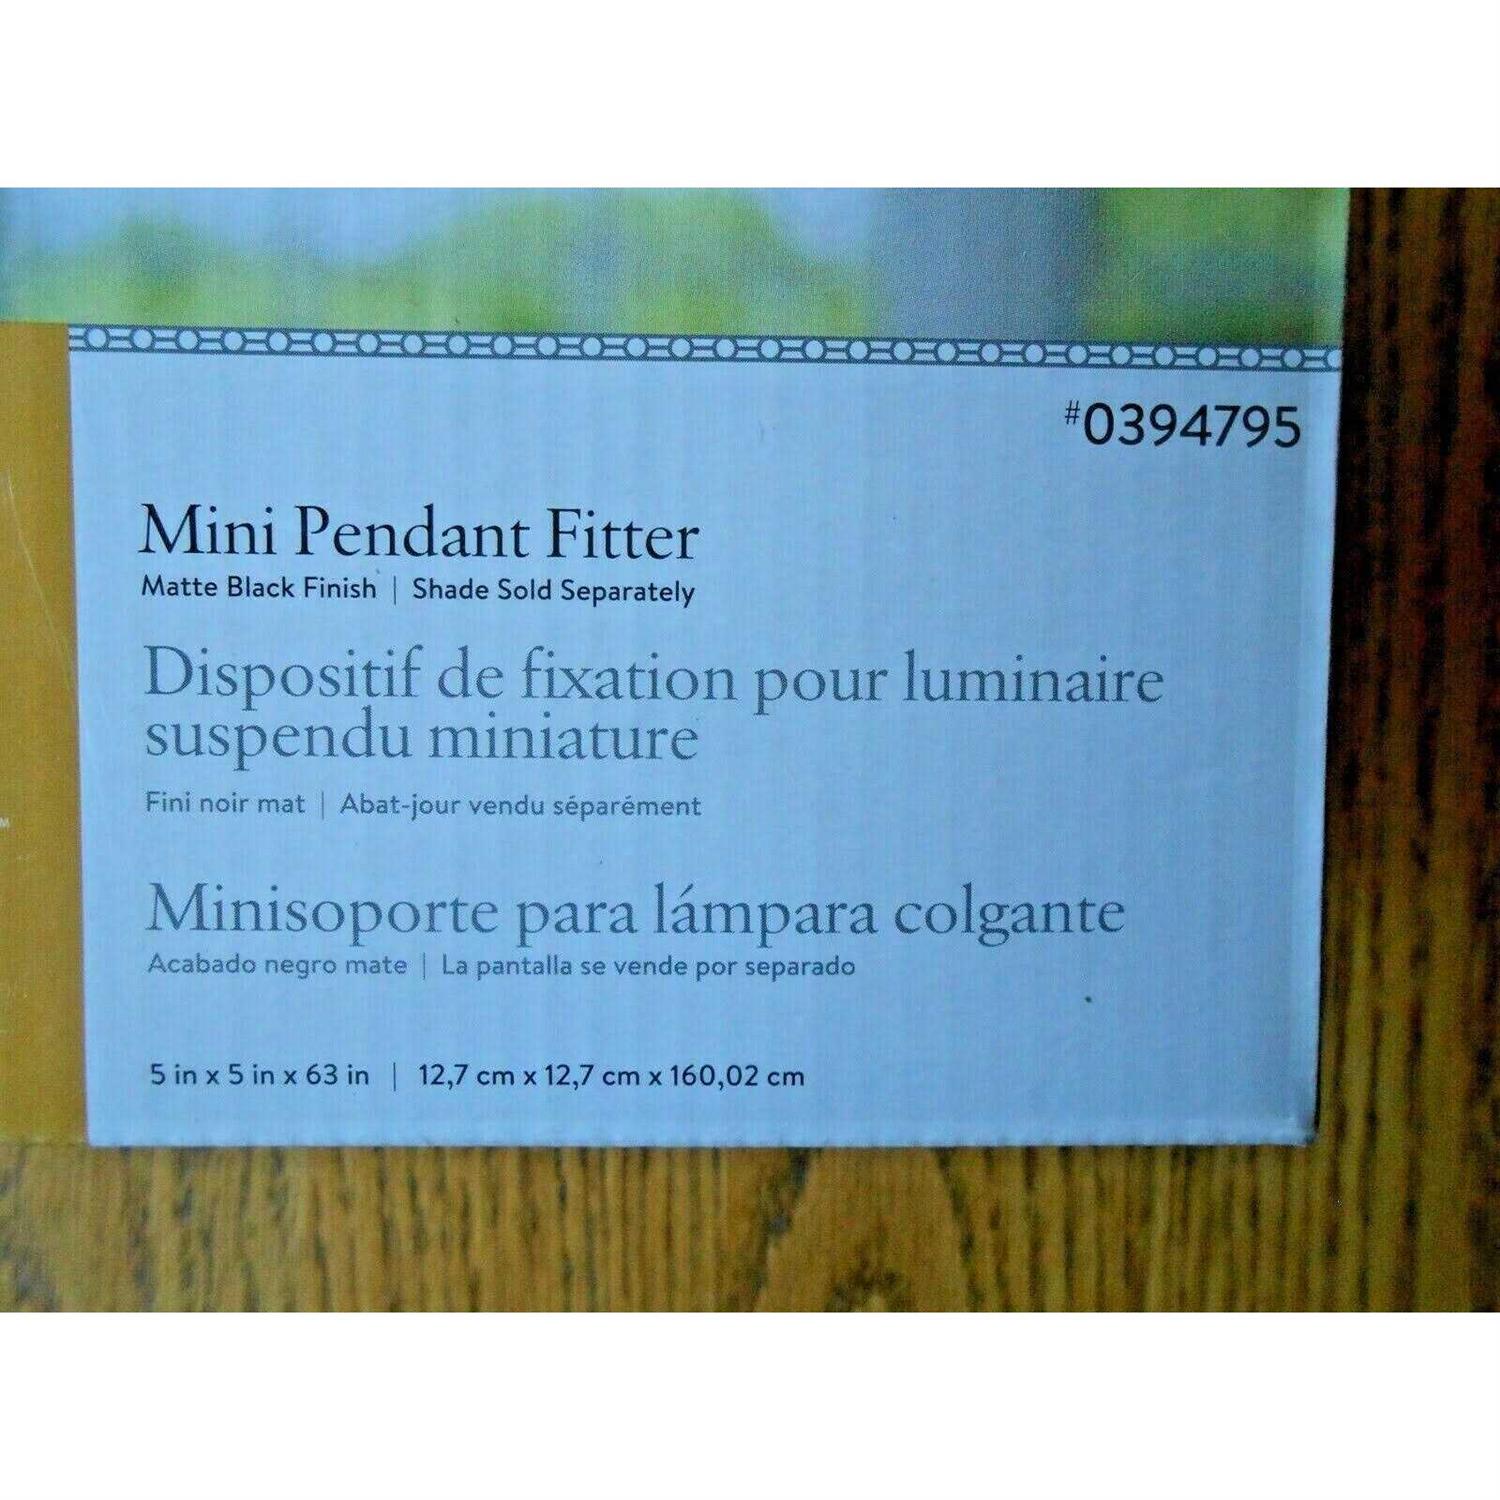 #0394795
Mini Pendant Fitter
Matte Black Finish | Shade Sold Separately
Dispositif de fixation pour luminaire
suspendu miniature
Fini noir mat | Abat-jour vendu séparément
Minisoporte para lámpara colgante
Acabado negro mate | La pantalla se vende por separado
5 in x 5 in x 63 in | 12,7 cm x 12,7 cm x 160,02 cm